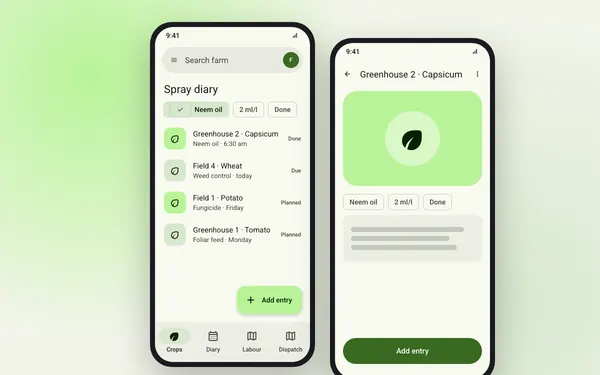 9:41
Search farm
F
Spray diary
Neem oil
2 ml/l
Done
Greenhouse 2 · Capsicum
Neem oil · 6:30 am
Done
Field 4 · Wheat
Weed control · today
Due
Field 1 · Potato
Fungicide · Friday
Planned
Greenhouse 1 · Tomato
Foliar feed · Monday
Planned
Add entry
Crops
Diary
Labour
Dispatch
9:41
Greenhouse 2 · Capsicum
Neem oil
2 ml/l
Done
Add entry